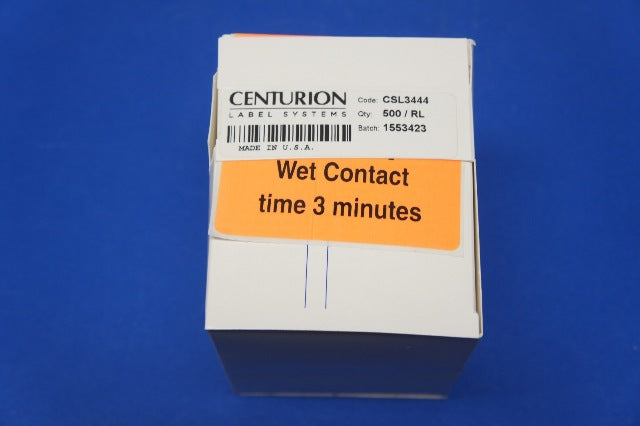 CENTURION
LABEL SYSTEMS
Code: CSL3444
Qty: 500 / RL
Batch: 1553423
MADE IN U.S.A.
Wet Contact
time 3 minutes